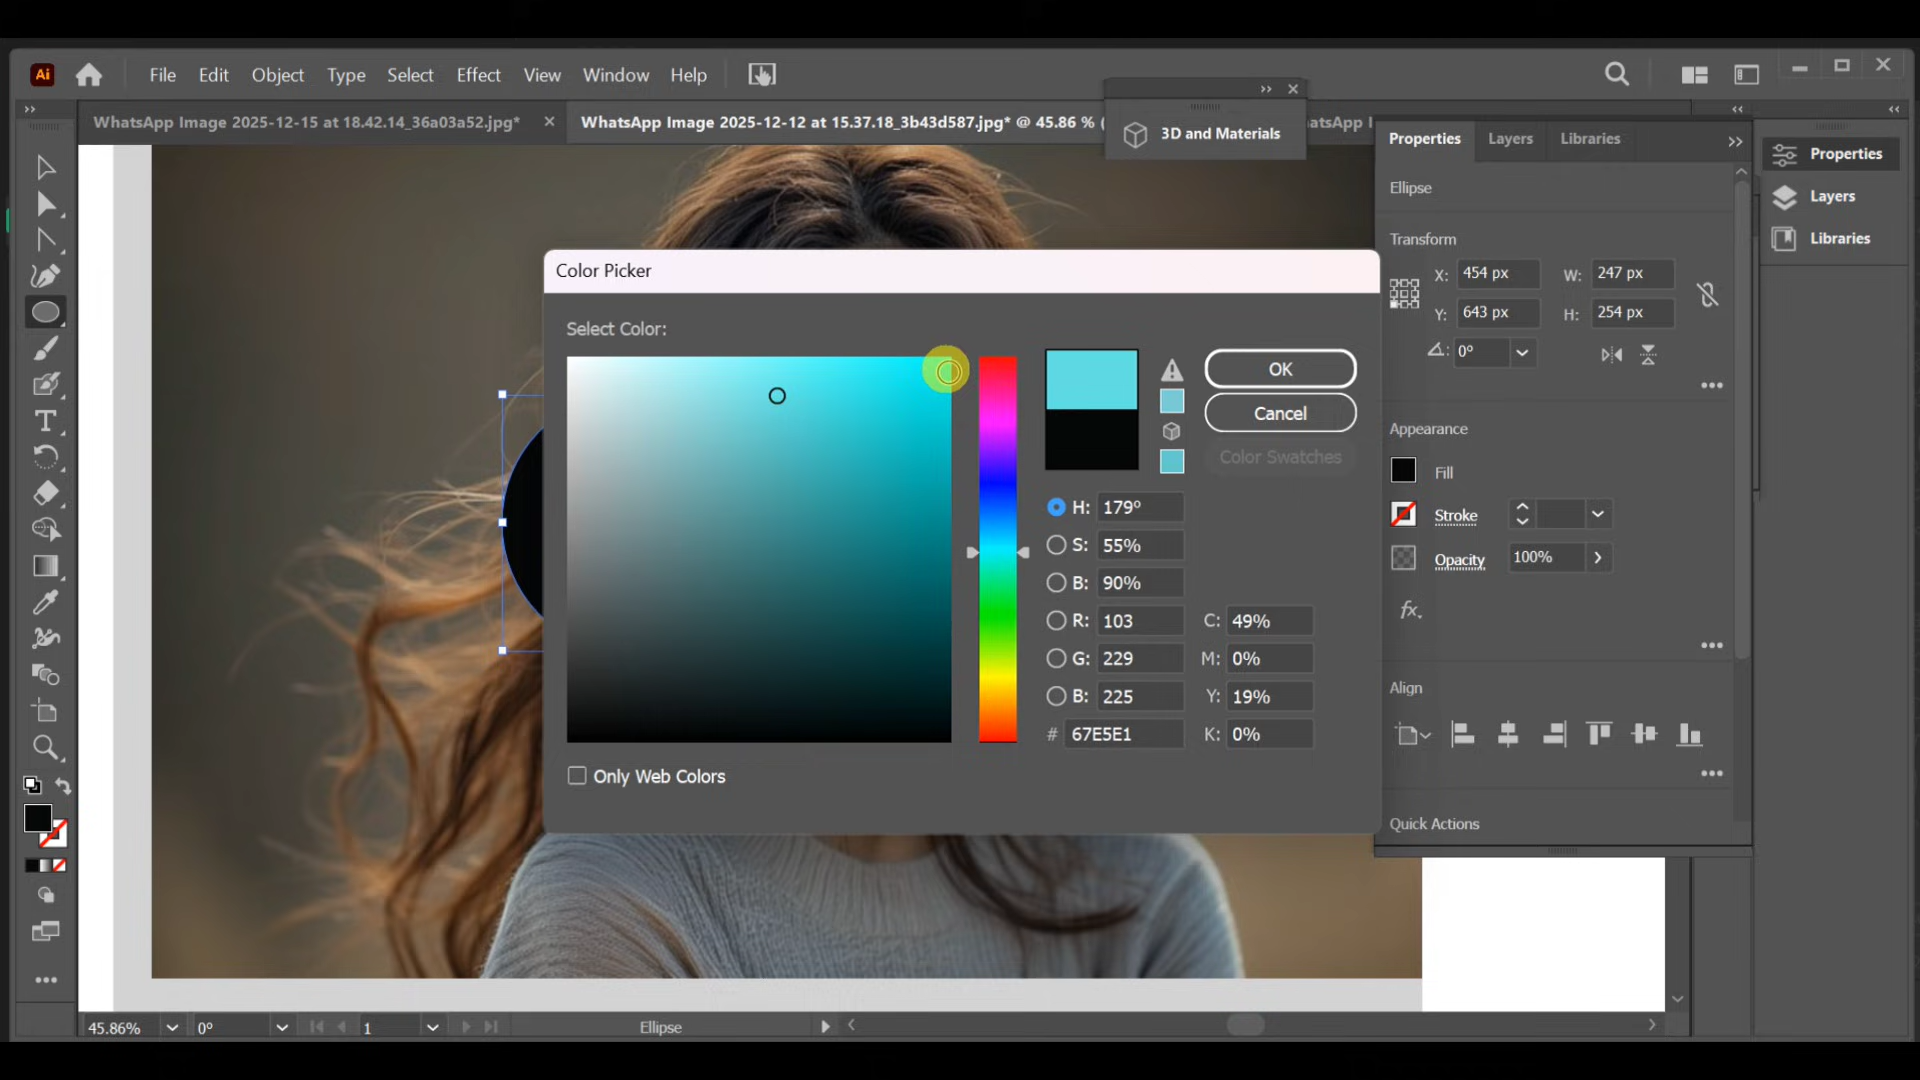 Ai File Edit Object Type Select Effect View Window Help
WhatsApp Image 2025-12-15 at 18.42.14_36a03a52.jpg*
WhatsApp Image 2025-12-12 at 15.37.18_3b43d587.jpg* @ 45.86 % (
3D and Materials
Properties Layers Libraries
Ellipse
Transform
X: 454 px W: 247 px
Y: 643 px H: 254 px
0°
Appearance
Fill
Stroke
Opacity 100%
fx.
Align
Quick Actions
Properties
Layers
Libraries
Color Picker
Select Color:
OK
Cancel
Color Swatches
H: 179°
S: 55%
B: 90%
R: 103 C: 49%
G: 229 M: 0%
B: 225 Y: 19%
# 67E5E1 K: 0%
Only Web Colors
45.86% 0° 1 Ellipse